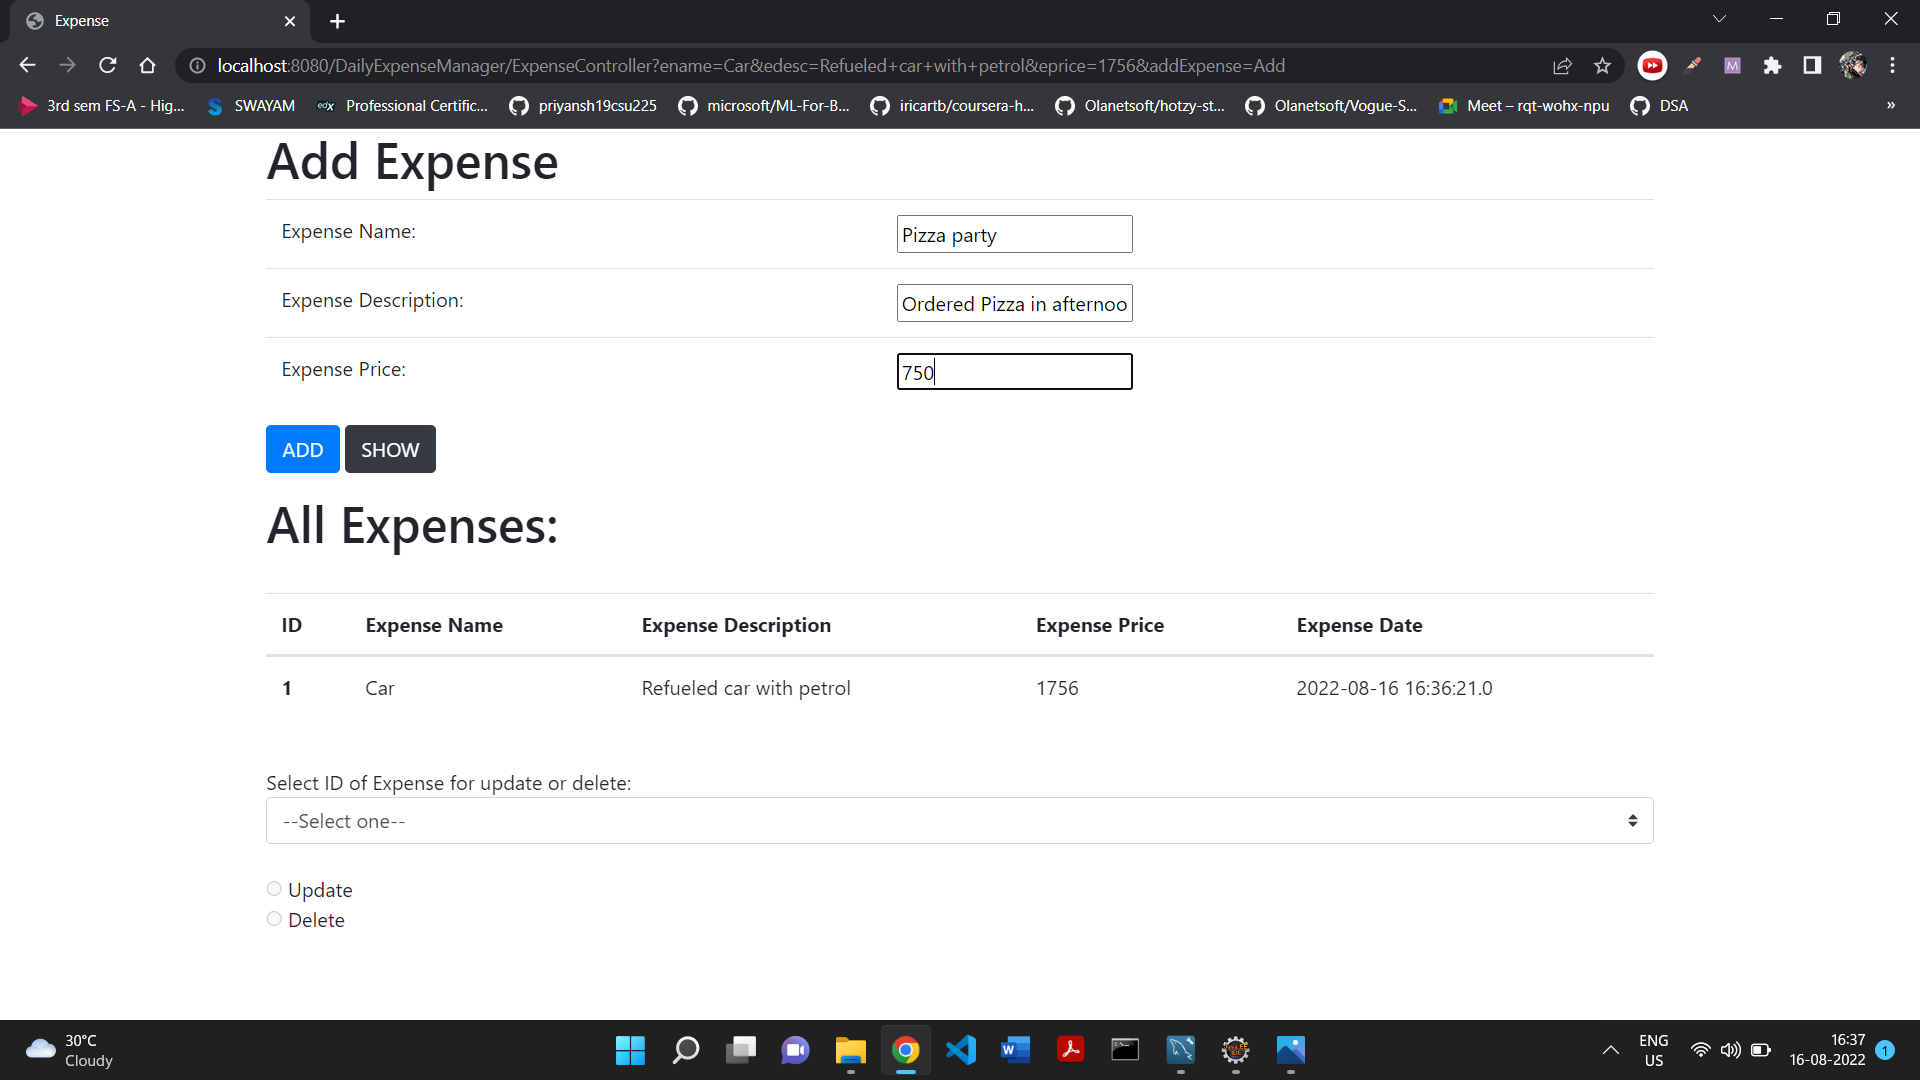 Expense
localhost:8080/DailyExpenseManager/ExpenseController?ename=Car&edesc=Refueled+car+with+petrol&eprice=1756&addExpense=Add
M
3rd sem FS-A - Hig...
SWAYAM
edX Professional Certific...
priyansh19csu225
microsoft/ML-For-B...
iricartb/coursera-h...
Olanetsoft/hotzy-st...
Olanetsoft/Vogue-S...
Meet – rqt-wohx-npu
DSA
»
Add Expense
Expense Name: Pizza party
Expense Description: Ordered Pizza in afternoo
Expense Price: 750
ADD SHOW
All Expenses:
ID Expense Name Expense Description Expense Price Expense Date
1 Car Refueled car with petrol 1756 2022-08-16 16:36:21.0
Select ID of Expense for update or delete:
--Select one--
Update
Delete
30°C
Cloudy
ENG
US
16:37
16-08-2022
1